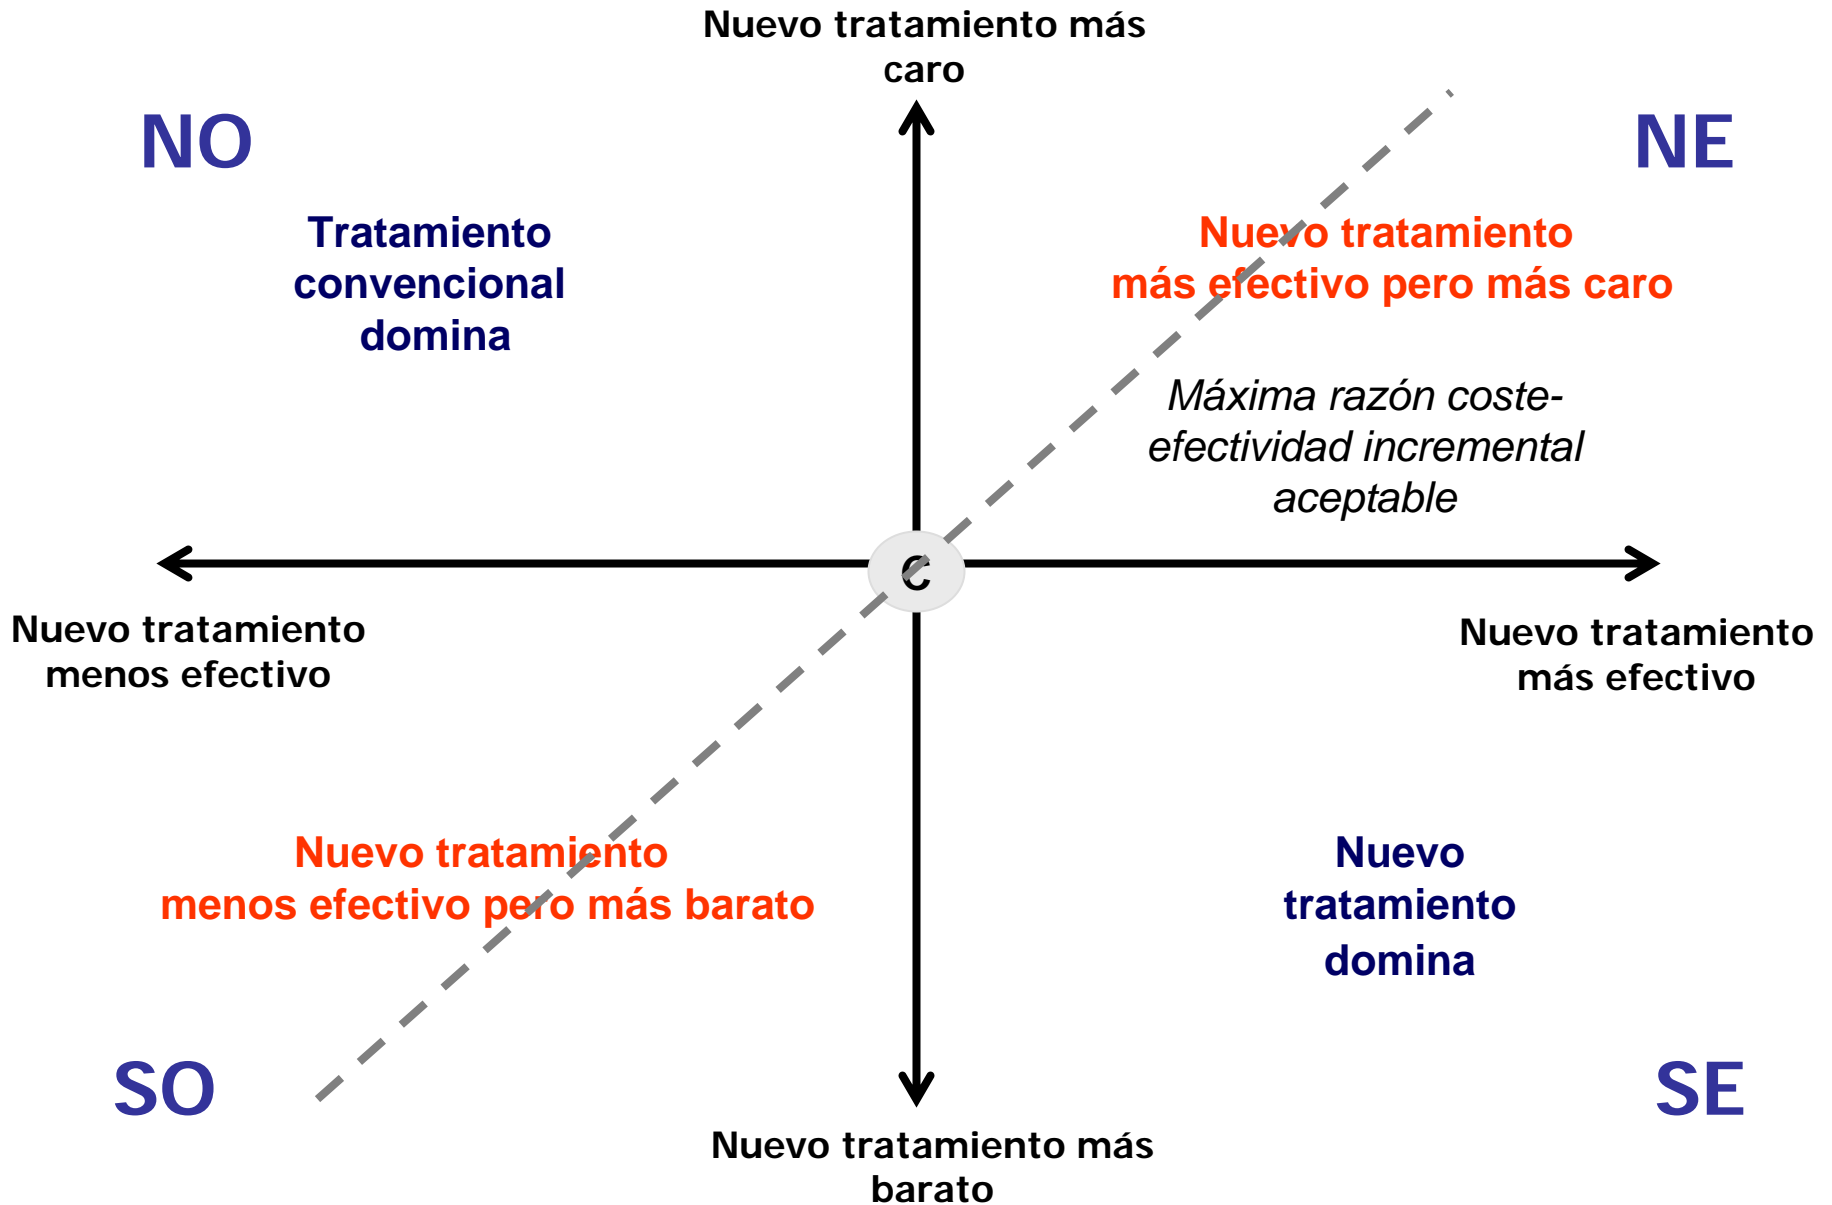 Nuevo tratamiento más
caro
NO
NE
Tratamiento
convencional
domina
Nuevo tratamiento
más efectivo pero más caro
Máxima razón coste-
efectividad incremental
aceptable
C
Nuevo tratamiento
menos efectivo
Nuevo tratamiento
más efectivo
Nuevo tratamiento
menos efectivo pero más barato
Nuevo
tratamiento
domina
SO
SE
Nuevo tratamiento más
barato